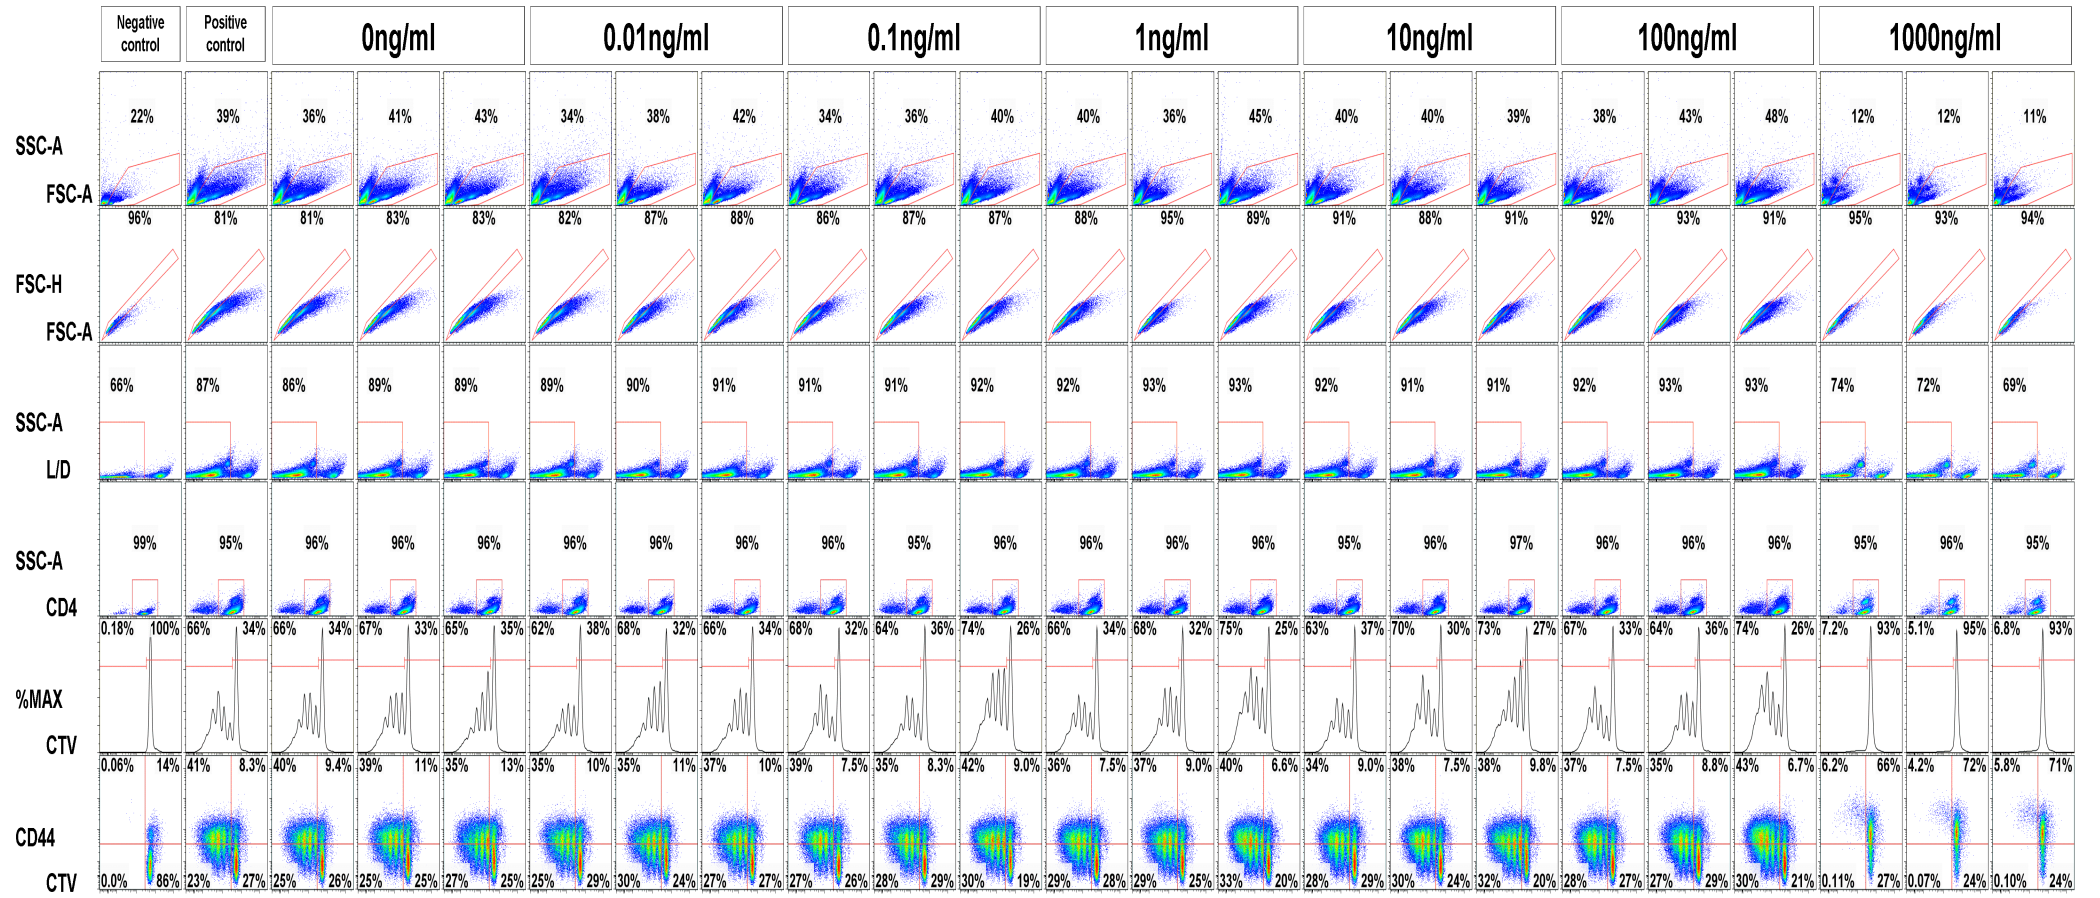 Negative control
Positive control
0ng/ml
0.01ng/ml
0.1ng/ml
1ng/ml
10ng/ml
100ng/ml
1000ng/ml
22% 39% 36% 41% 43% 34% 38% 42% 34% 36% 40% 40% 36% 45% 40% 40% 39% 38% 43% 48% 12% 12% 11%
SSC-A
FSC-A
96% 81% 81% 83% 83% 82% 87% 88% 86% 87% 87% 88% 95% 89% 91% 88% 91% 92% 93% 91% 95% 93% 94%
FSC-H
FSC-A
66% 87% 86% 89% 89% 89% 90% 91% 91% 91% 92% 92% 93% 93% 92% 91% 91% 92% 93% 93% 74% 72% 69%
SSC-A
L/D
99% 95% 96% 96% 96% 96% 96% 96% 96% 95% 96% 96% 96% 96% 95% 96% 97% 96% 96% 96% 95% 96% 95%
SSC-A
CD4
0.18% 100% 66% 34% 66% 34% 67% 33% 65% 35% 62% 38% 68% 32% 66% 34% 68% 32% 64% 36% 74% 26% 66% 34% 68% 32% 75% 25% 63% 37% 70% 30% 73% 27% 67% 33% 64% 36% 74% 26% 7.2% 93% 5.1% 95% 6.8% 93%
%MAX
CTV
0.06% 14% 41% 8.3% 40% 9.4% 39% 11% 35% 13% 35% 10% 35% 11% 37% 10% 39% 7.5% 35% 8.3% 42% 9.0% 36% 7.5% 37% 9.0% 40% 6.6% 34% 9.0% 38% 7.5% 38% 9.8% 37% 7.5% 35% 8.8% 43% 6.7% 6.2% 66% 4.2% 72% 5.8% 71%
CD44
CTV
0.0% 86% 23% 27% 25% 26% 25% 25% 27% 25% 25% 29% 30% 24% 27% 27% 27% 26% 28% 29% 30% 19% 29% 28% 29% 25% 33% 20% 28% 29% 30% 24% 32% 20% 28% 27% 27% 29% 30% 21% 0.11% 27% 0.07% 24% 0.10% 24%